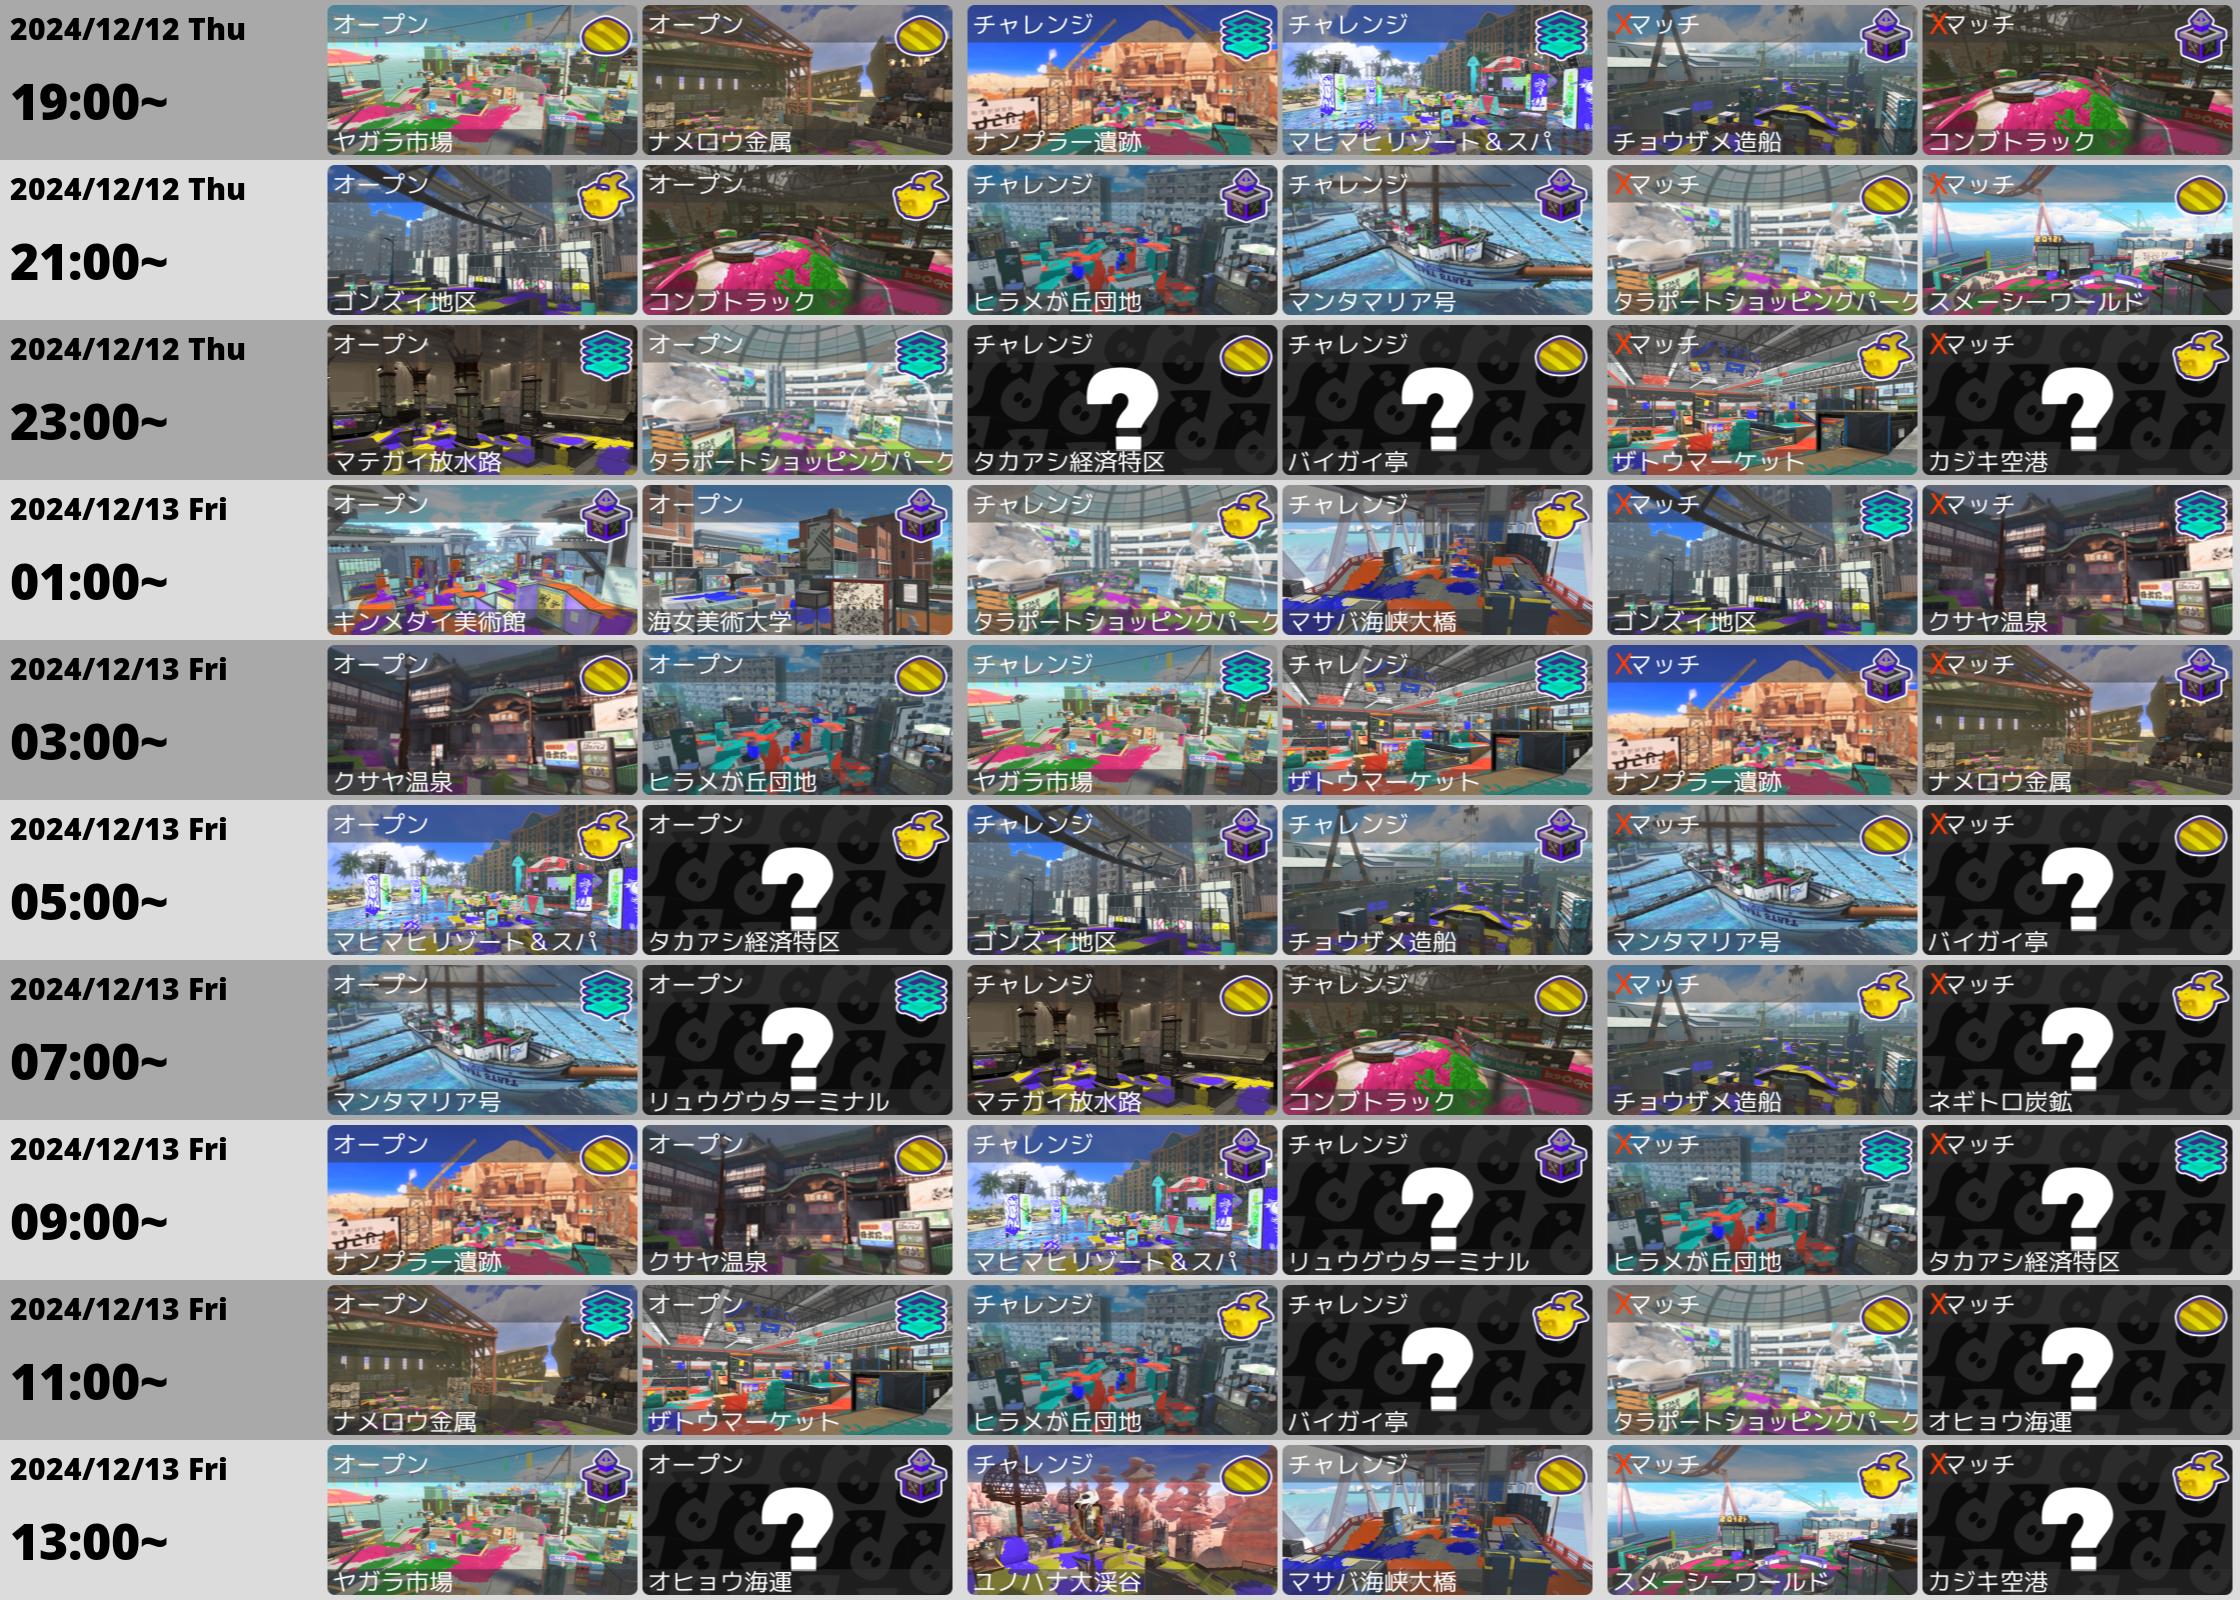 2024/12/12 Thu
19:00~
オープン
ヤガラ市場
オープン
ナメロウ金属
チャレンジ
ナンプラー遺跡
チャレンジ
マヒマヒリゾート＆スパ
Xマッチ
チョウザメ造船
Xマッチ
コンブトラック
2024/12/12 Thu
21:00~
オープン
ゴンズイ地区
オープン
コンブトラック
チャレンジ
ヒラメが丘団地
チャレンジ
マンタマリア号
Xマッチ
タラポートショッピングパーク
Xマッチ
スメーシーワールド
2024/12/12 Thu
23:00~
オープン
マテガイ放水路
オープン
タラポートショッピングパーク
チャレンジ
?
タカアシ経済特区
チャレンジ
?
バイガイ亭
Xマッチ
ザトウマーケット
Xマッチ
?
カジキ空港
2024/12/13 Fri
01:00~
オープン
キンメダイ美術館
オープン
海女美術大学
チャレンジ
タラポートショッピングパーク
チャレンジ
マサバ海峡大橋
Xマッチ
ゴンズイ地区
Xマッチ
クサヤ温泉
2024/12/13 Fri
03:00~
オープン
クサヤ温泉
オープン
ヒラメが丘団地
チャレンジ
ヤガラ市場
チャレンジ
ザトウマーケット
Xマッチ
ナンプラー遺跡
Xマッチ
ナメロウ金属
2024/12/13 Fri
05:00~
オープン
マヒマヒリゾート＆スパ
オープン
?
タカアシ経済特区
チャレンジ
ゴンズイ地区
チャレンジ
チョウザメ造船
Xマッチ
マンタマリア号
Xマッチ
?
バイガイ亭
2024/12/13 Fri
07:00~
オープン
マンタマリア号
オープン
?
リュウグウターミナル
チャレンジ
マテガイ放水路
チャレンジ
コンブトラック
Xマッチ
チョウザメ造船
Xマッチ
?
ネギトロ炭鉱
2024/12/13 Fri
09:00~
オープン
ナンプラー遺跡
オープン
クサヤ温泉
チャレンジ
マヒマヒリゾート＆スパ
チャレンジ
?
リュウグウターミナル
Xマッチ
ヒラメが丘団地
Xマッチ
?
タカアシ経済特区
2024/12/13 Fri
11:00~
オープン
ナメロウ金属
オープン
ザトウマーケット
チャレンジ
ヒラメが丘団地
チャレンジ
?
バイガイ亭
Xマッチ
タラポートショッピングパーク
Xマッチ
?
オヒョウ海運
2024/12/13 Fri
13:00~
オープン
ヤガラ市場
オープン
?
オヒョウ海運
チャレンジ
ユノハナ大渓谷
チャレンジ
マサバ海峡大橋
Xマッチ
スメーシーワールド
Xマッチ
?
カジキ空港